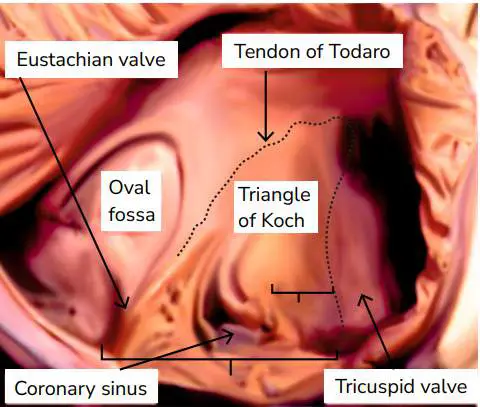 Eustachian valve
Tendon of Todaro
Oval
fossa
Triangle
of Koch
Coronary sinus
Tricuspid valve